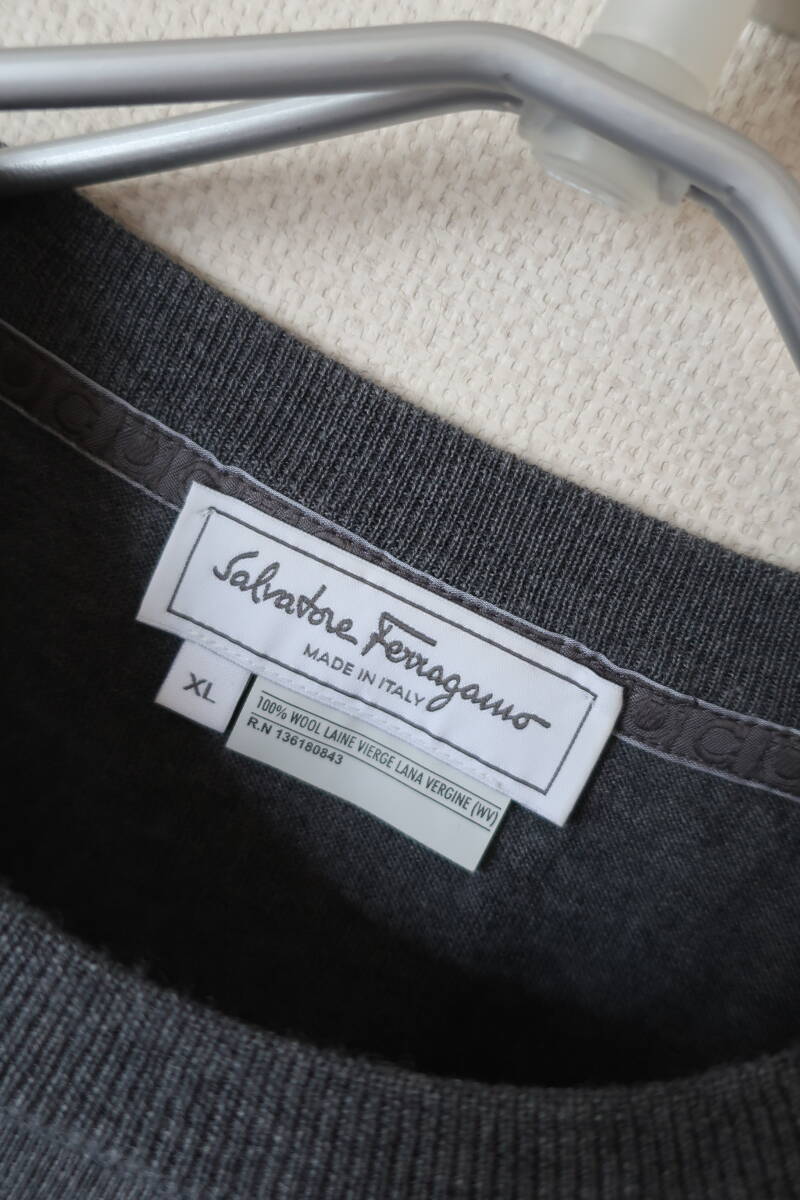 Salvatore Ferragamo
MADE IN ITALY
XL
100% WOOL LAINE VIERGE LANA VERGINE (WV)
R.N 136180843